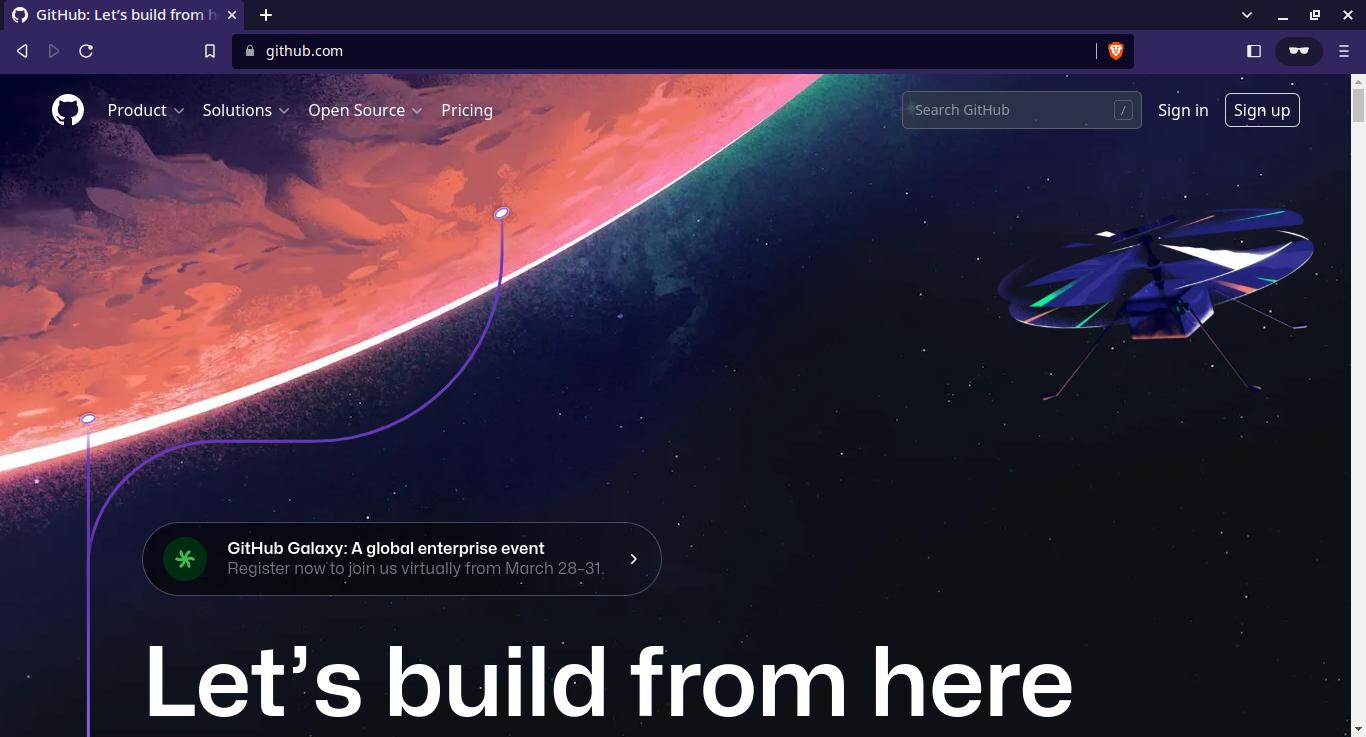 GitHub: Let’s build from h
github.com
Product
Solutions
Open Source
Pricing
Search GitHub
/
Sign in
Sign up
GitHub Galaxy: A global enterprise event
Register now to join us virtually from March 28–31.
Let’s build from here